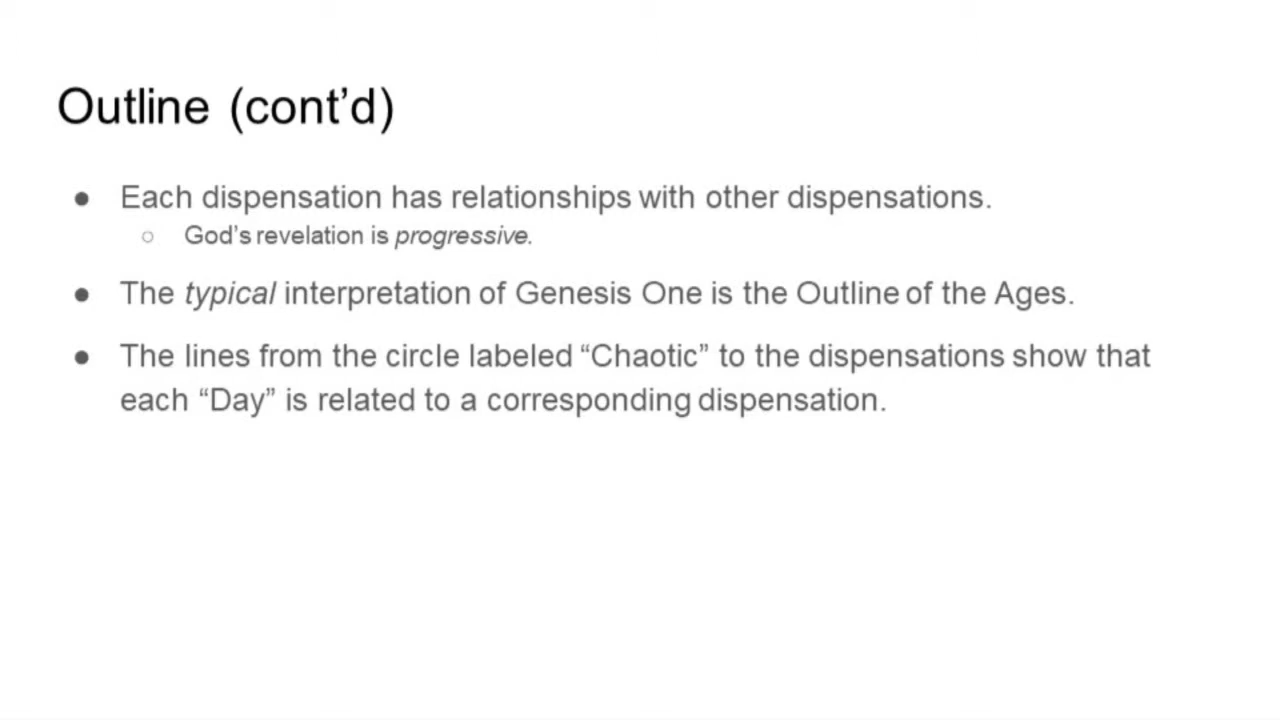 Outline (cont’d)
● Each dispensation has relationships with other dispensations.
○ God’s revelation is progressive.
● The typical interpretation of Genesis One is the Outline of the Ages.
● The lines from the circle labeled “Chaotic” to the dispensations show that
each “Day” is related to a corresponding dispensation.